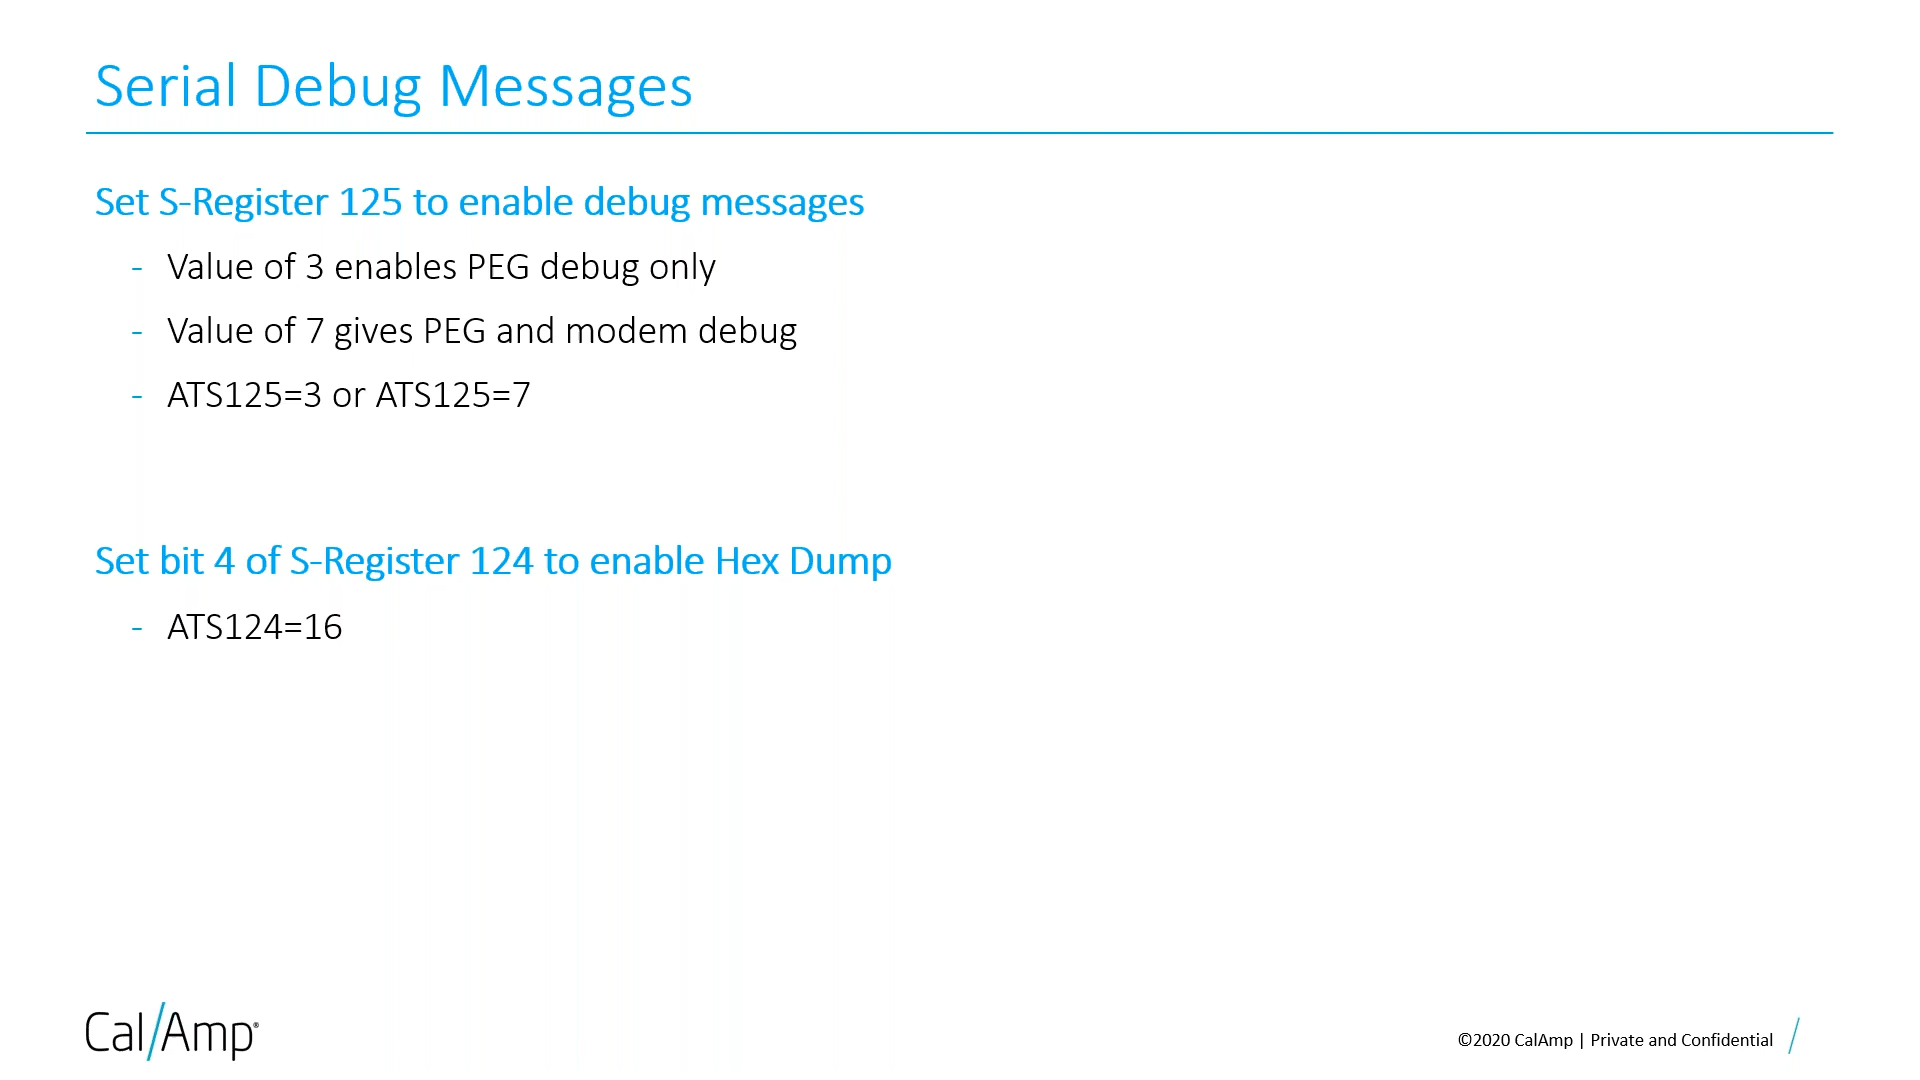 Serial Debug Messages
Set S-Register 125 to enable debug messages
- Value of 3 enables PEG debug only
- Value of 7 gives PEG and modem debug
- ATS125=3 or ATS125=7
Set bit 4 of S-Register 124 to enable Hex Dump
- ATS124=16
Cal/Amp®
©2020 CalAmp | Private and Confidential